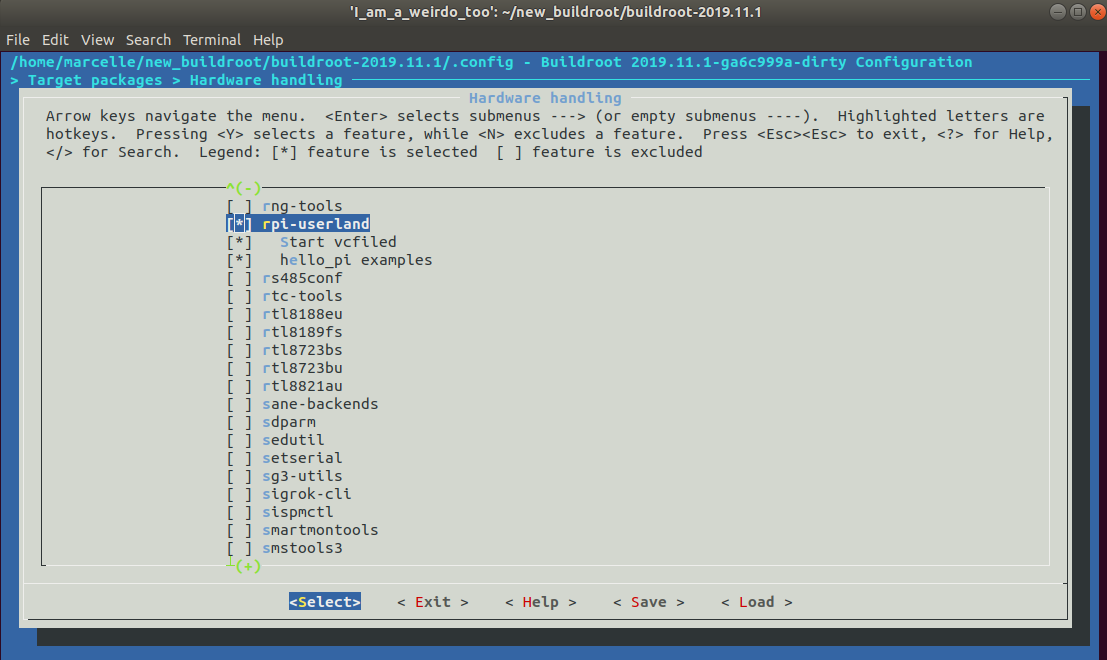 'I_am_a_weirdo_too': ~/new_buildroot/buildroot-2019.11.1
File Edit View Search Terminal Help
/home/marcelle/new_buildroot/buildroot-2019.11.1/.config - Buildroot 2019.11.1-ga6c999a-dirty Configuration
> Target packages > Hardware handling
Hardware handling
Arrow keys navigate the menu. <Enter> selects submenus ---> (or empty submenus ----). Highlighted letters are
hotkeys. Pressing <Y> selects a feature, while <N> excludes a feature. Press <Esc><Esc> to exit, <?> for Help,
</> for Search. Legend: [*] feature is selected [ ] feature is excluded
^(-)
[ ] rng-tools
[*] rpi-userland
[*] Start vcfiled
[*] hello_pi examples
[ ] rs485conf
[ ] rtc-tools
[ ] rtl8188eu
[ ] rtl8189fs
[ ] rtl8723bs
[ ] rtl8723bu
[ ] rtl8821au
[ ] sane-backends
[ ] sdparm
[ ] sedutil
[ ] setserial
[ ] sg3-utils
[ ] sigrok-cli
[ ] sispmctl
[ ] smartmontools
[ ] smstools3
┴(+)
<Select> < Exit > < Help > < Save > < Load >